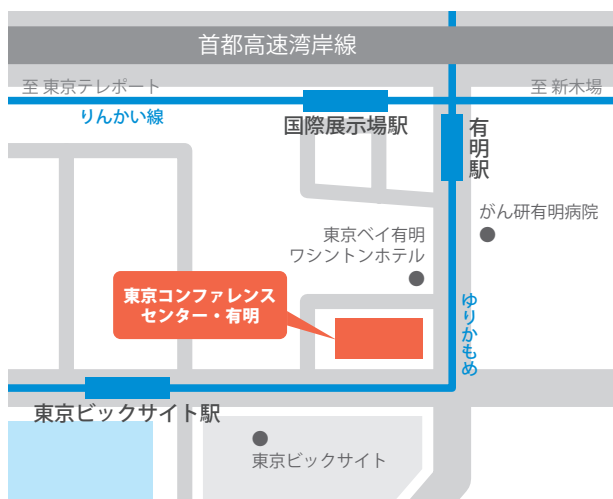 首都高速湾岸線
至 東京テレポート
至 新木場
りんかい線
国際展示場駅
有明駅
がん研有明病院
東京ベイ有明
ワシントンホテル
東京コンファレンス
センター・有明
ゆりかもめ
東京ビックサイト駅
東京ビックサイト